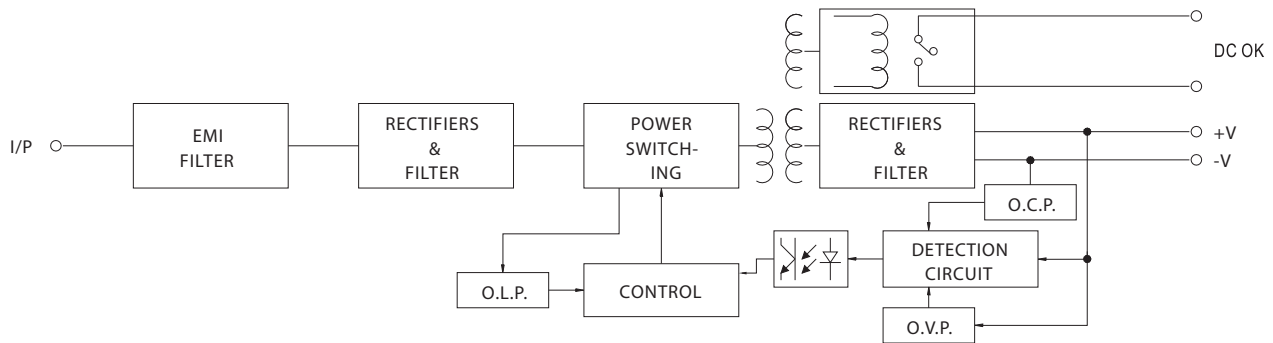 DC OK
I/P
EMI
FILTER
RECTIFIERS
&
FILTER
POWER
SWITCH-
ING
RECTIFIERS
&
FILTER
+V
-V
O.C.P.
DETECTION
CIRCUIT
O.L.P.
CONTROL
O.V.P.